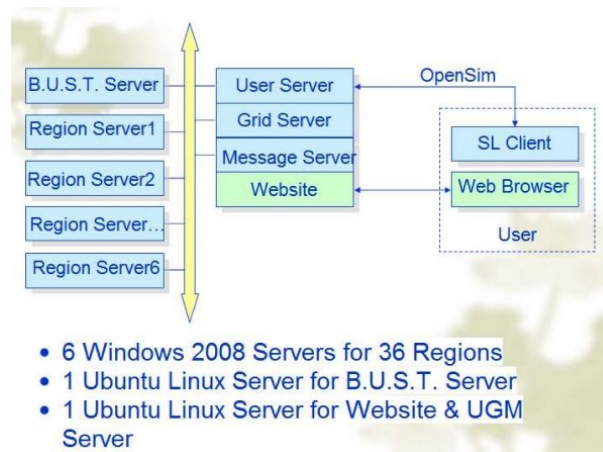 B.U.S.T. Server
Region Server1
Region Server2
Region Server...
Region Server6
User Server
Grid Server
Message Server
Website
OpenSim
SL Client
Web Browser
User
• 6 Windows 2008 Servers for 36 Regions
• 1 Ubuntu Linux Server for B.U.S.T. Server
• 1 Ubuntu Linux Server for Website & UGM
Server